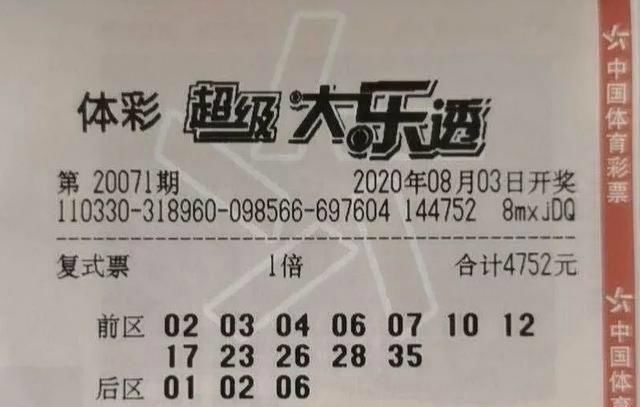 体彩 超级大乐透
第 20071期 2020年08月03日开奖
110330-318960-098566-697604 144752 8mxjDQ
复式票 1倍 合计4752元
前区 02 03 04 06 07 10 12
17 23 26 28 35
后区 01 02 06
中国体育彩票
中国体育